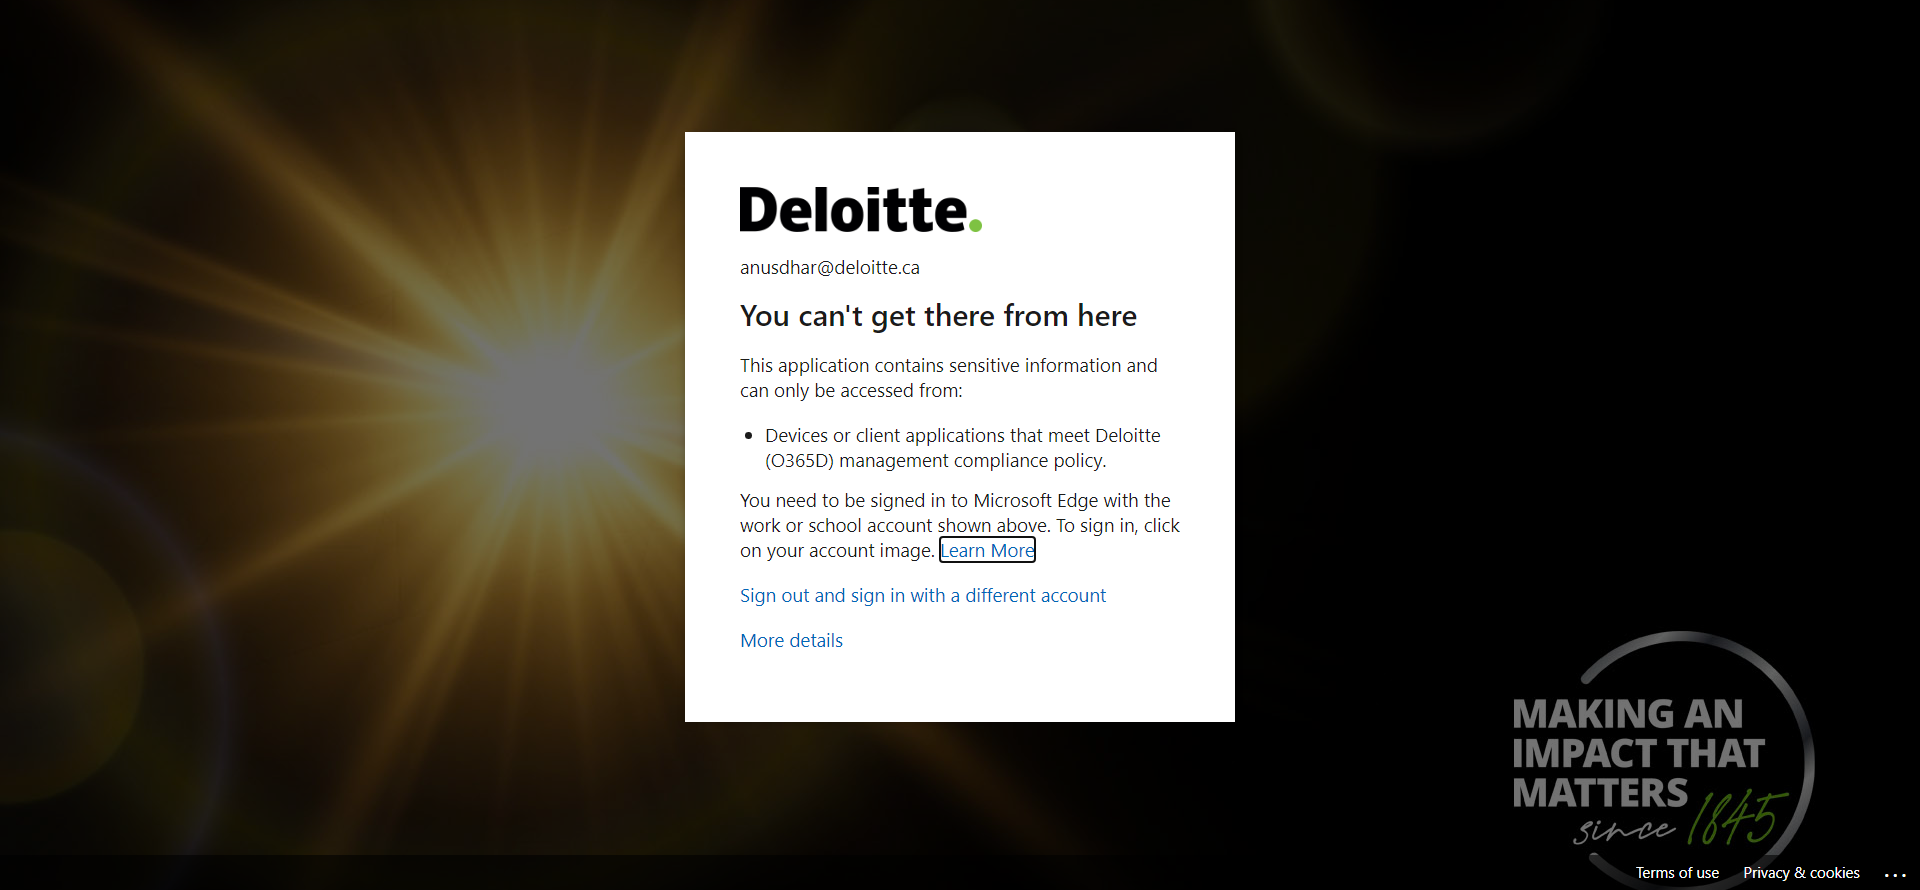 Deloitte.
anusdhar@deloitte.ca
You can't get there from here
This application contains sensitive information and
can only be accessed from:
• Devices or client applications that meet Deloitte
(O365D) management compliance policy.
You need to be signed in to Microsoft Edge with the
work or school account shown above. To sign in, click
on your account image. Learn More
Sign out and sign in with a different account
More details
MAKING AN
IMPACT THAT
MATTERS
since 1845
Terms of use Privacy & cookies ...